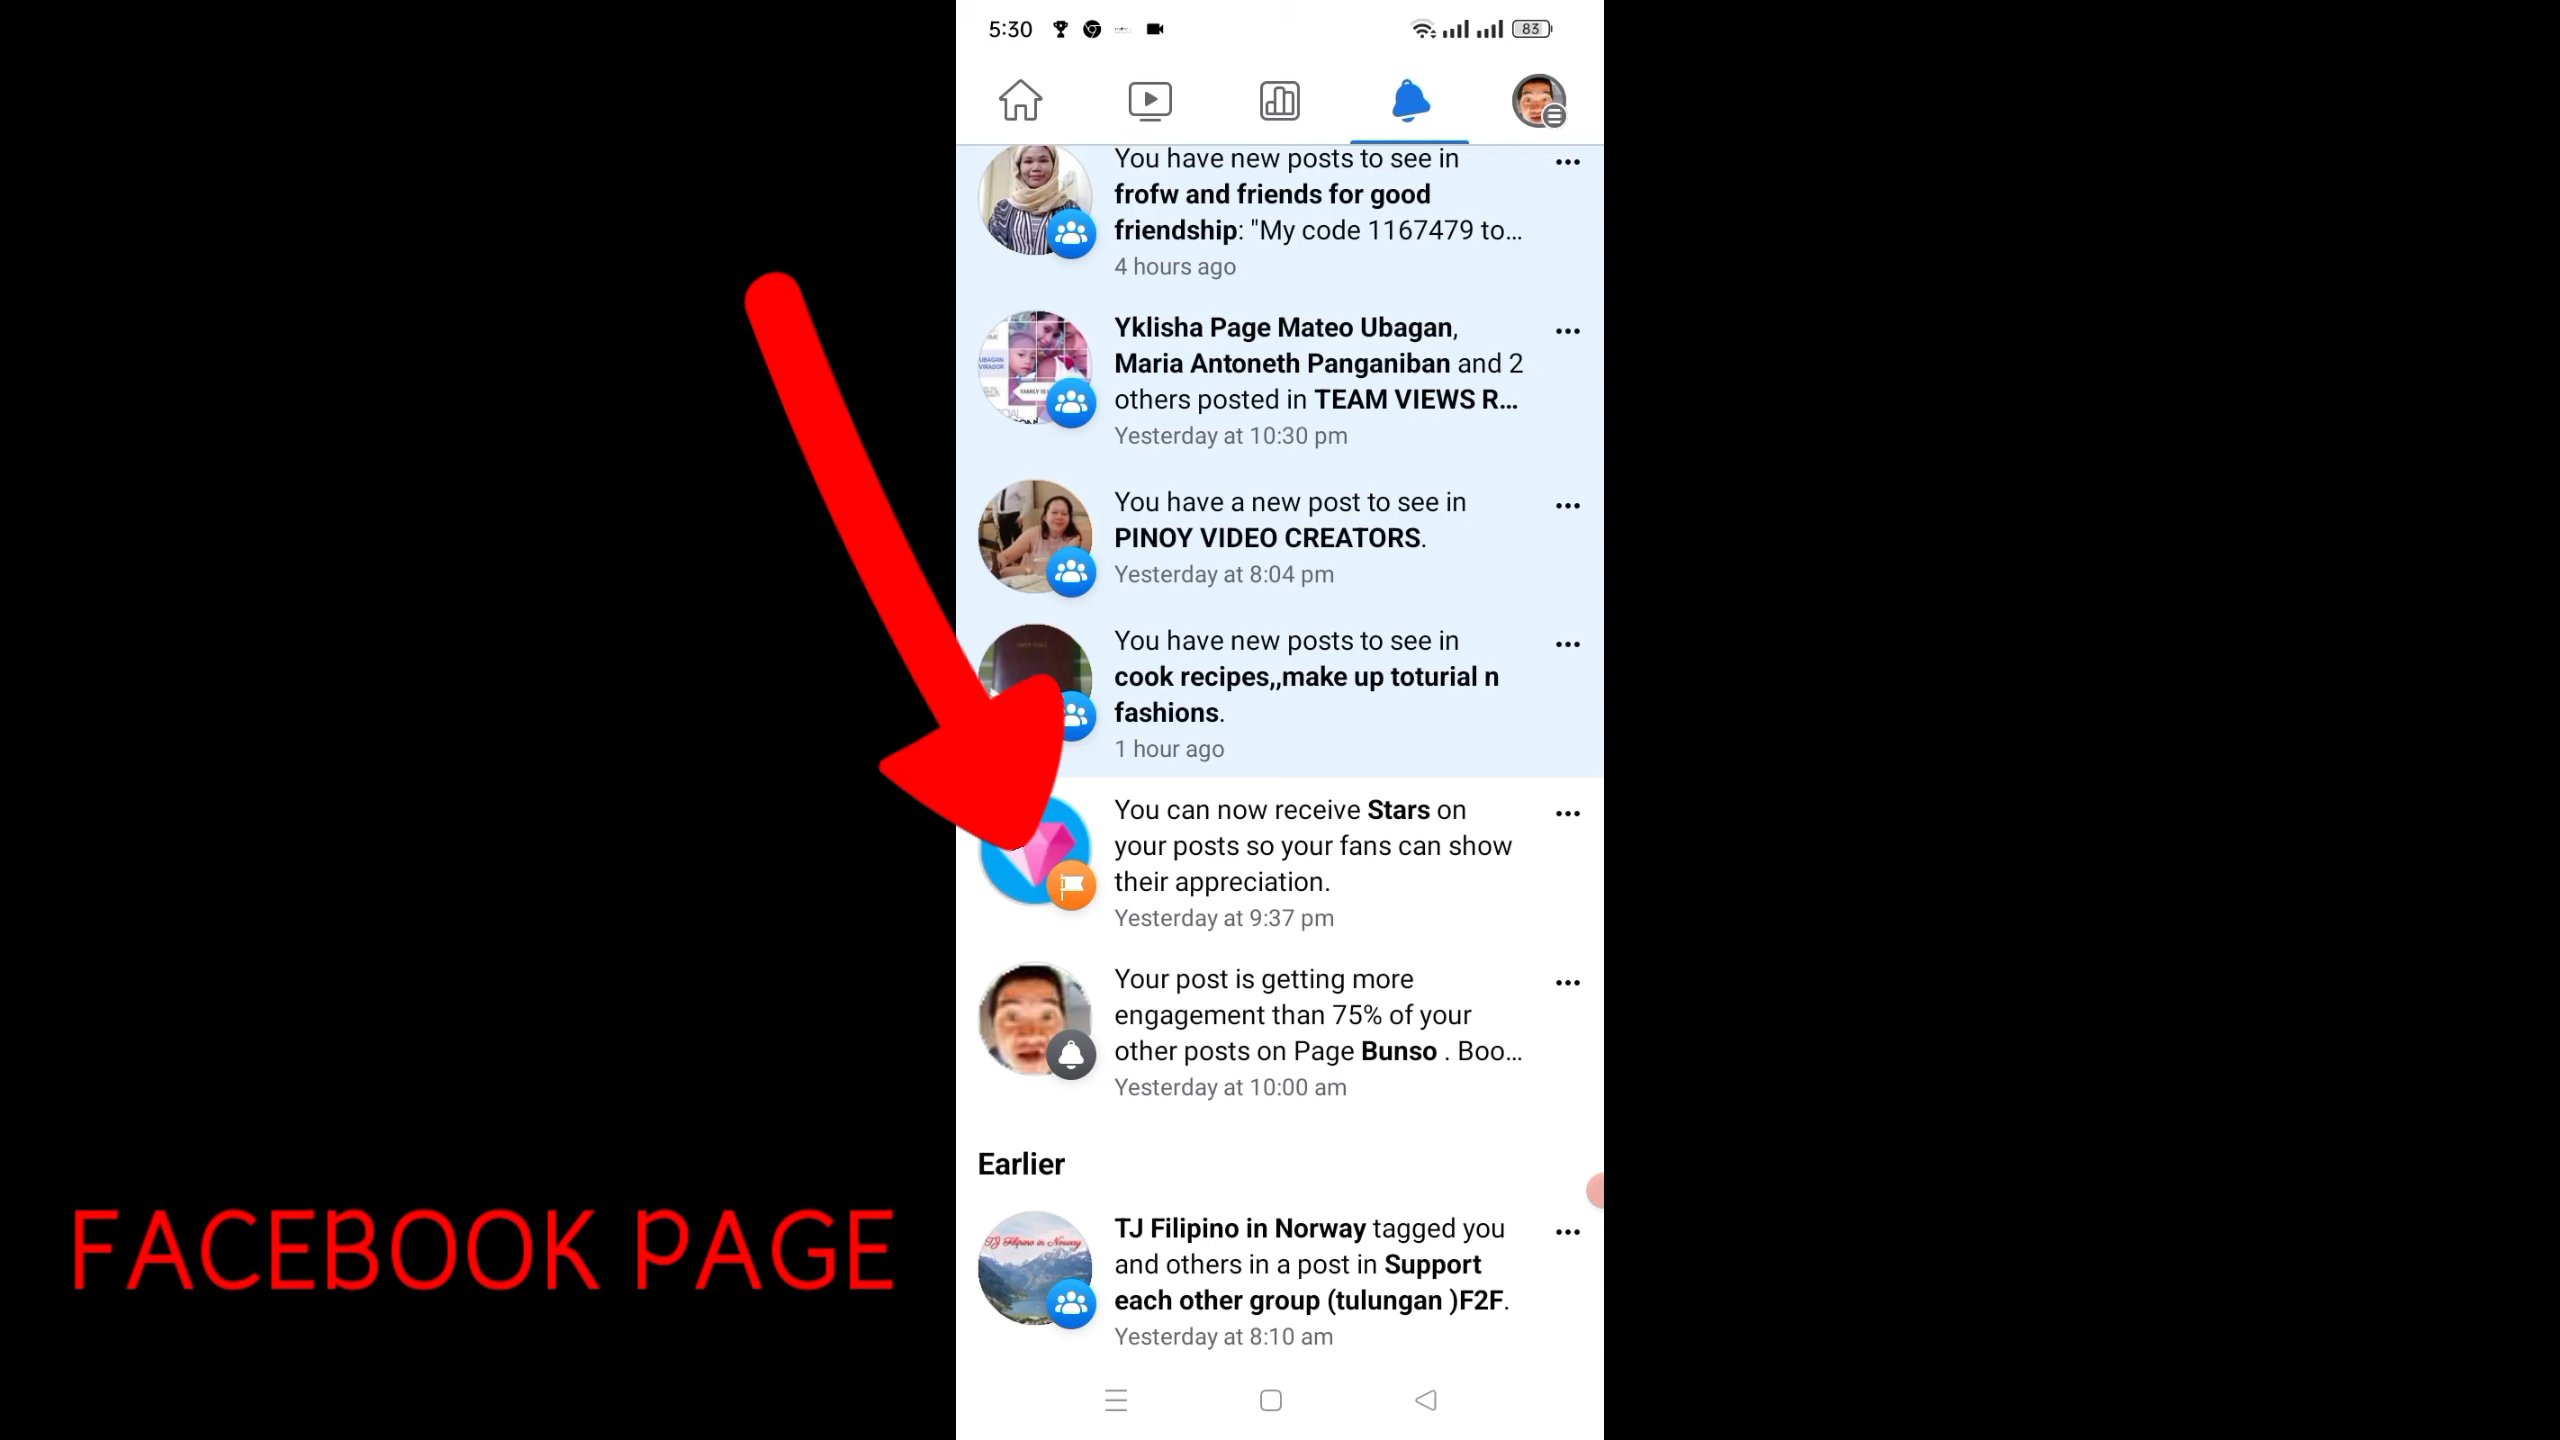 5:30
83
You have new posts to see in
frofw and friends for good
friendship: "My code 1167479 to...
4 hours ago
Yklisha Page Mateo Ubagan,
Maria Antoneth Panganiban and 2
others posted in TEAM VIEWS R...
Yesterday at 10:30 pm
UBAGAN
VIRADOR
You have a new post to see in
PINOY VIDEO CREATORS.
Yesterday at 8:04 pm
You have new posts to see in
cook recipes,,make up toturial n
fashions.
1 hour ago
You can now receive Stars on
your posts so your fans can show
their appreciation.
Yesterday at 9:37 pm
Your post is getting more
engagement than 75% of your
other posts on Page Bunso . Boo...
Yesterday at 10:00 am
Earlier
TJ Filipino in Norway
TJ Filipino in Norway tagged you
and others in a post in Support
each other group (tulungan )F2F.
Yesterday at 8:10 am
FACEBOOK PAGE